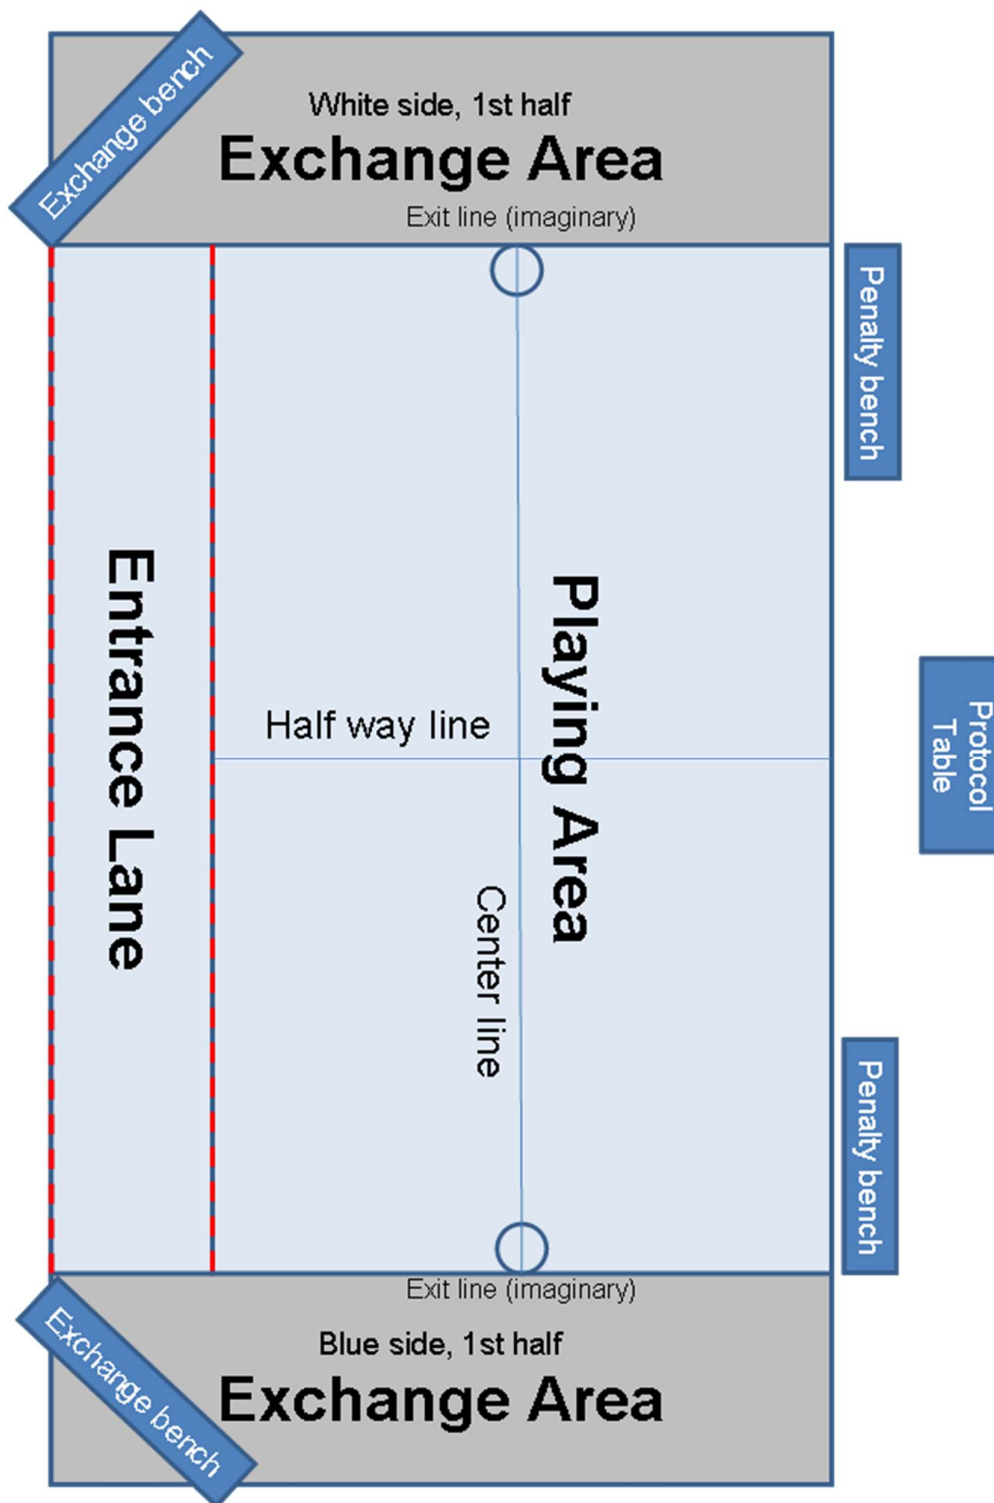 Exchange bench
White side, 1st half
Exchange Area
Exit line (imaginary)
Penalty bench
Entrance Lane
Playing Area
Half way line
Protocol
Table
Center line
Penalty bench
Exit line (imaginary)
Blue side, 1st half
Exchange bench
Exchange Area